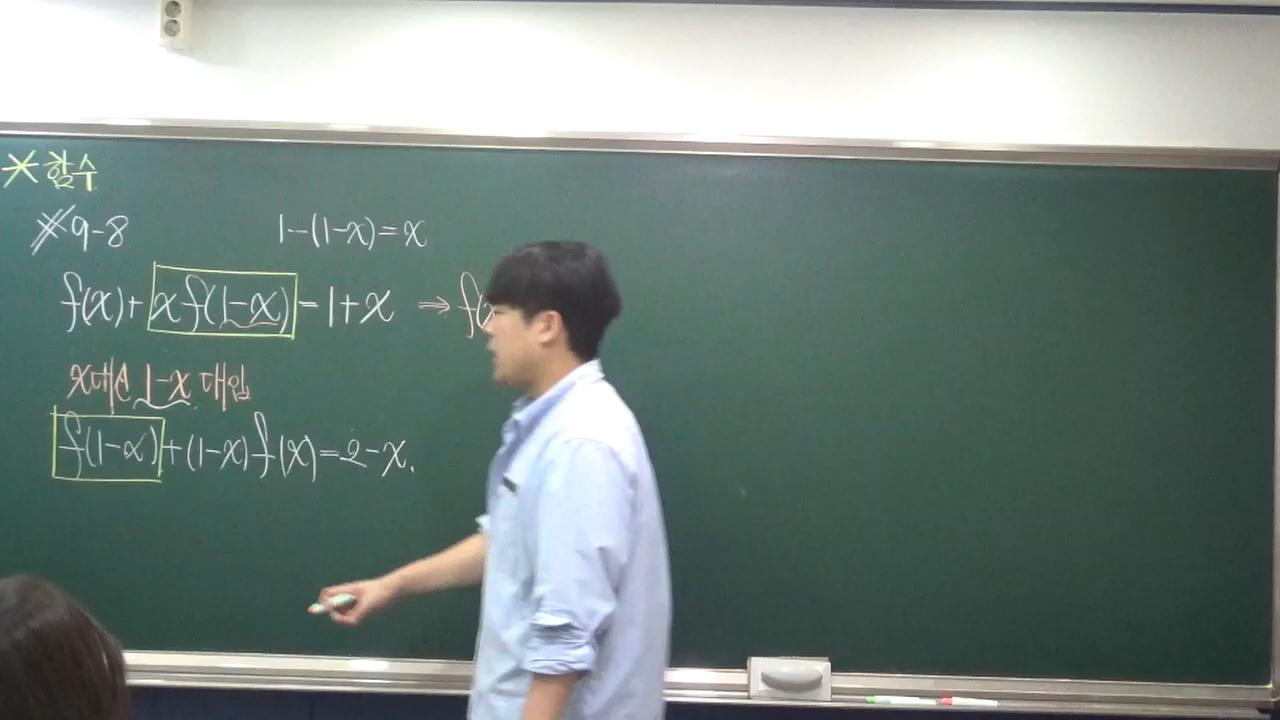 * 함수
※ 9-8
1-(1-x)=x
f(x)+xf(1-x)=1+x ⇒ f(x
x대신 1-x 대입
f(1-x)+(1-x)f(x)=2-x.